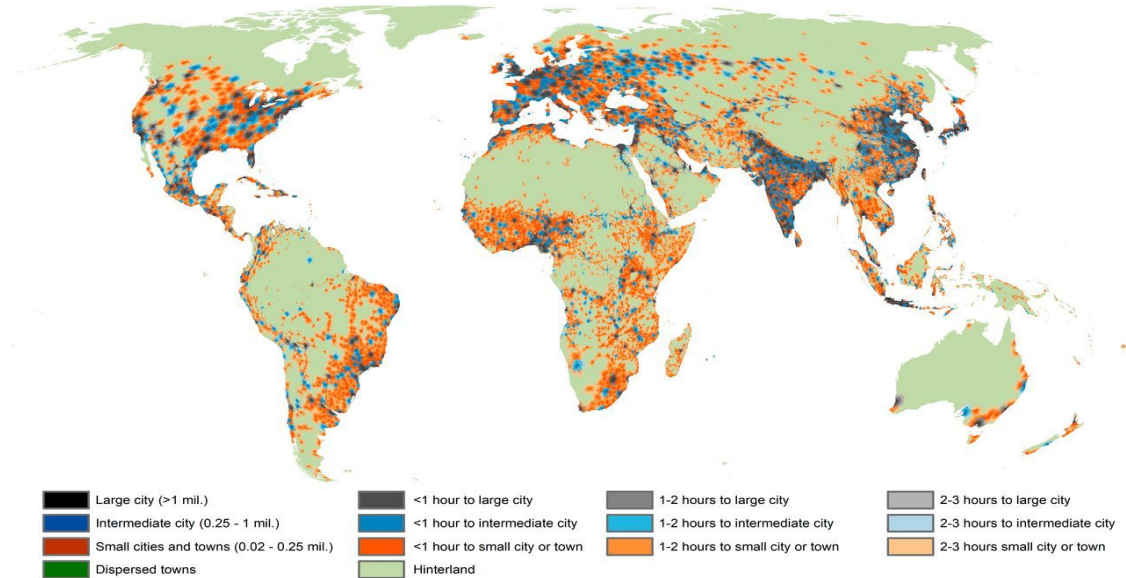 Large city (>1 mil.)
<1 hour to large city
1-2 hours to large city
2-3 hours to large city
Intermediate city (0.25 - 1 mil.)
<1 hour to intermediate city
1-2 hours to intermediate city
2-3 hours to intermediate city
Small cities and towns (0.02 - 0.25 mil.)
<1 hour to small city or town
1-2 hours to small city or town
2-3 hours small city or town
Dispersed towns
Hinterland